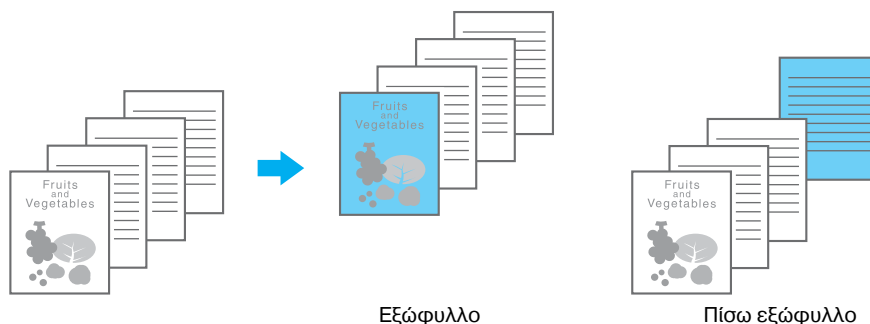 Fruits
and
Vegetables
Fruits
and
Vegetables
Εξώφυλλο
Fruits
and
Vegetables
Πίσω εξώφυλλο